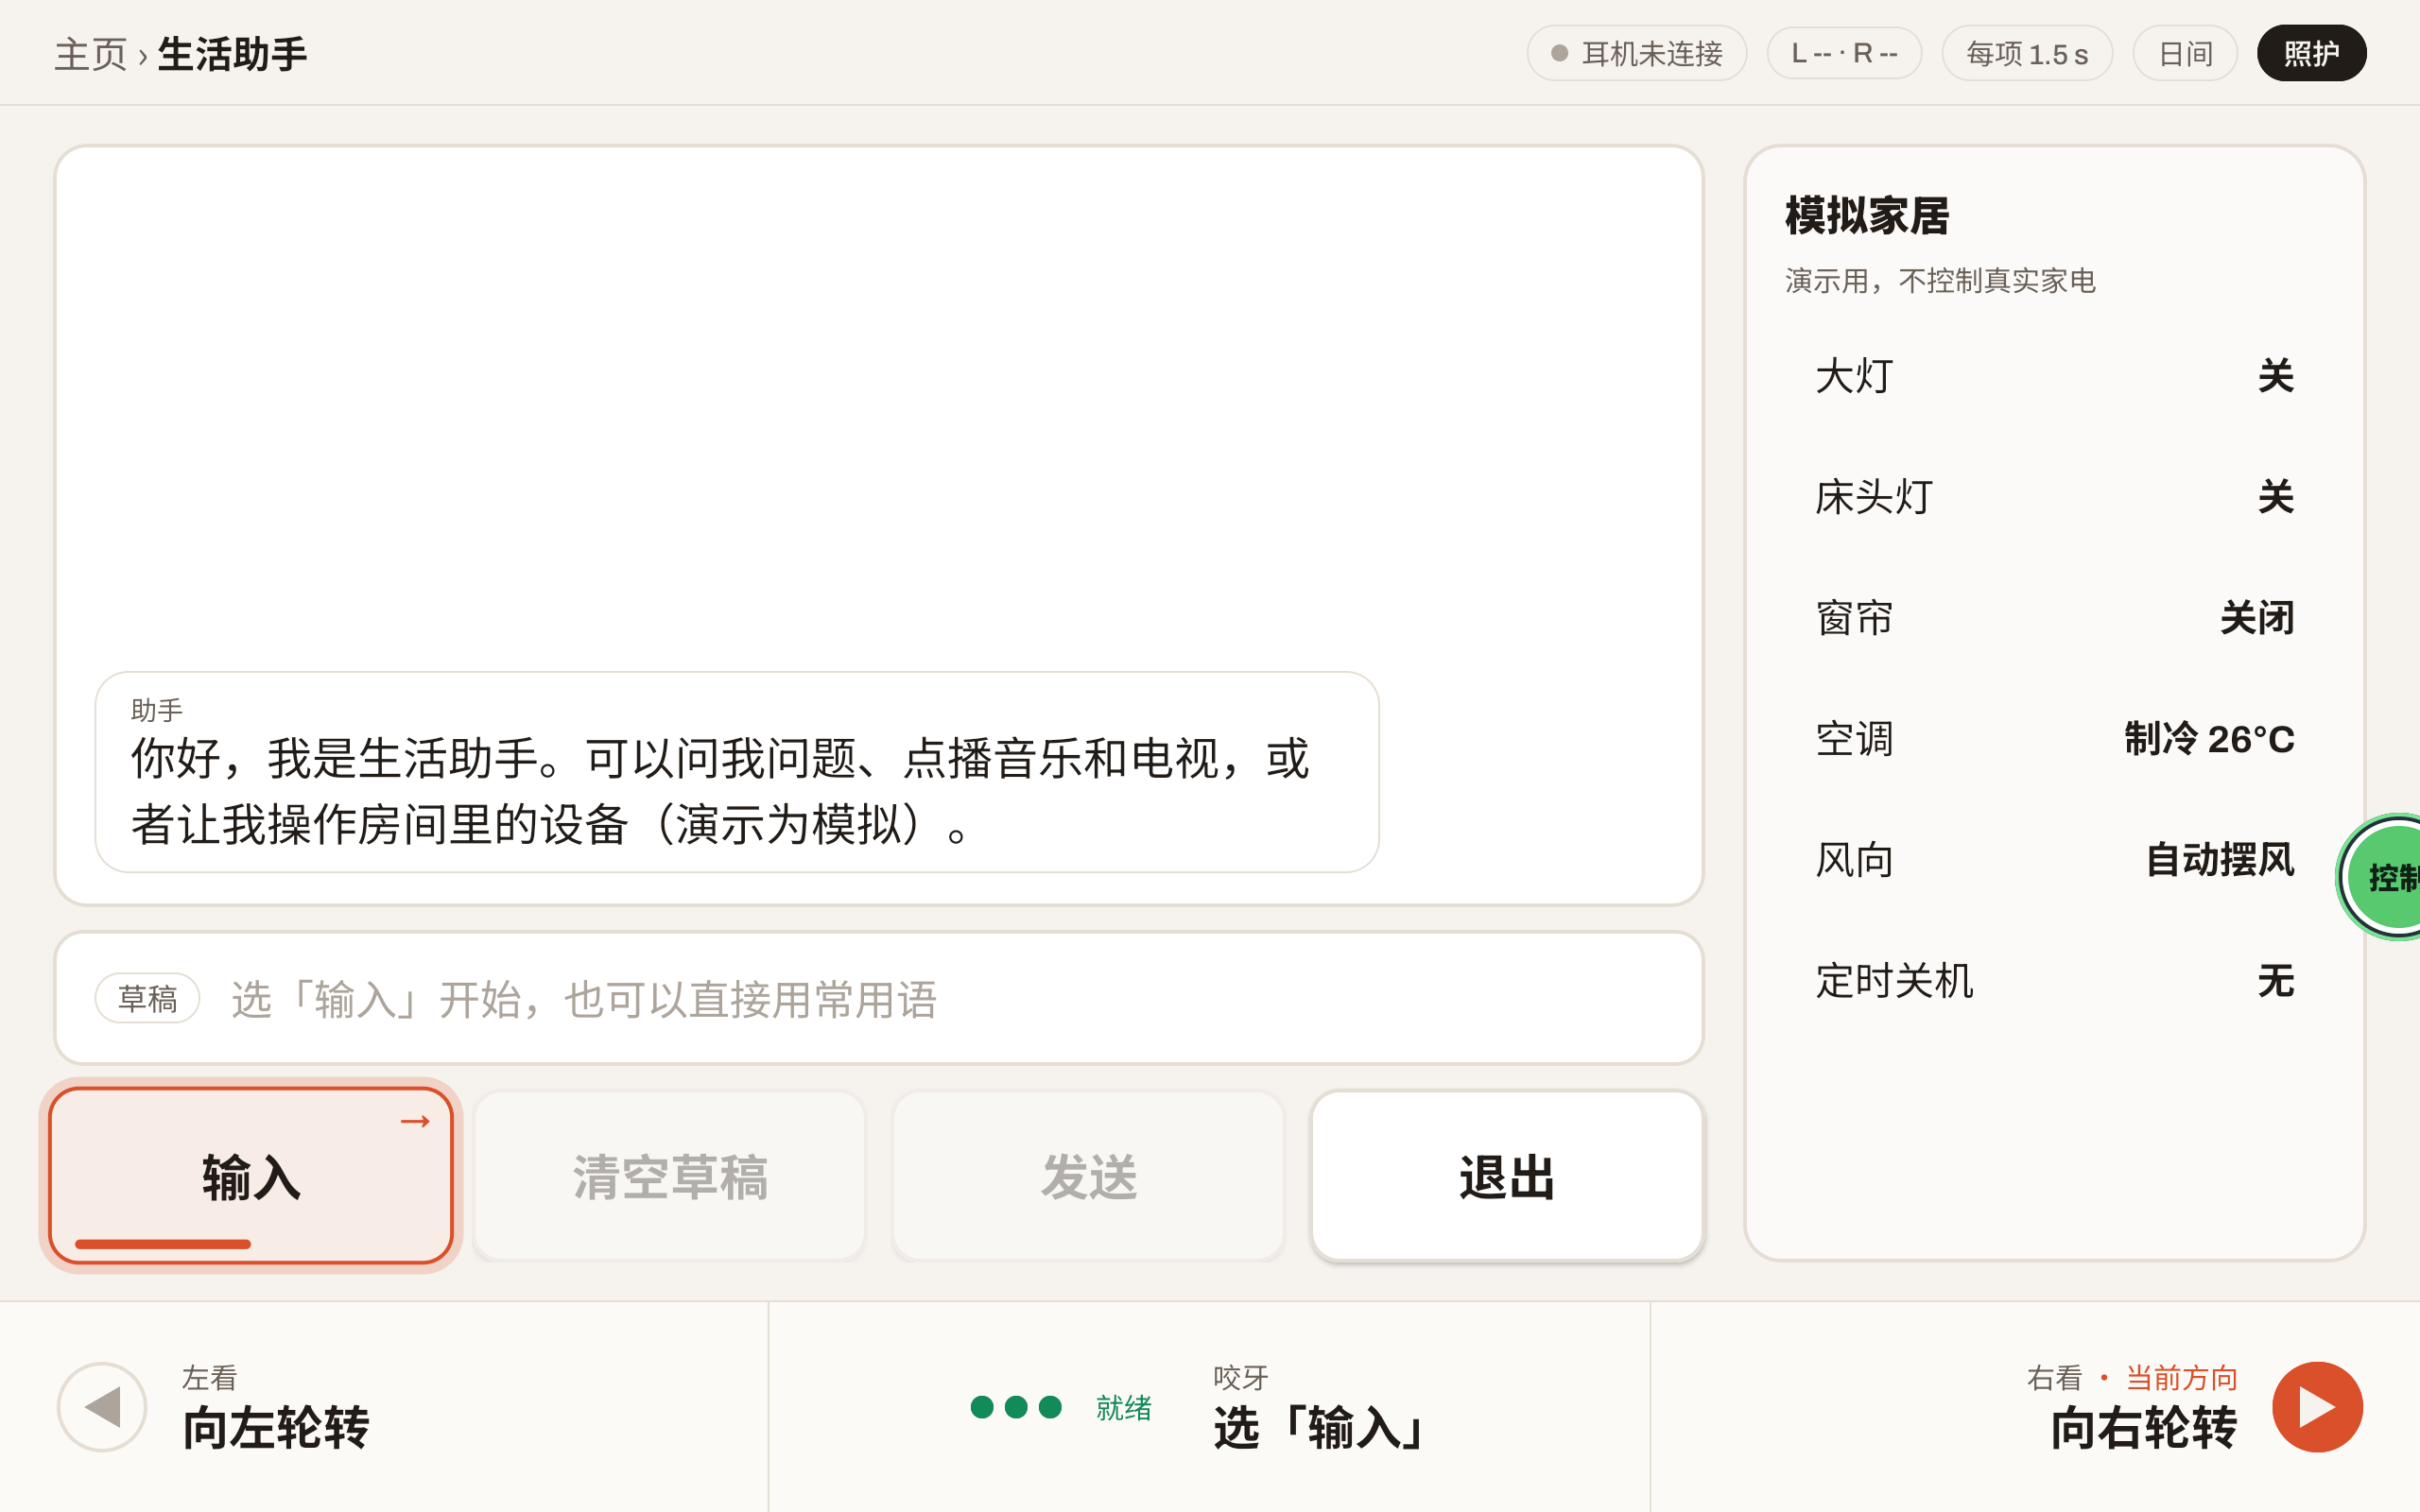 主页 › 生活助手
耳机未连接
L -- · R --
每项 1.5 s
日间
照护
助手
你好，我是生活助手。可以问我问题、点播音乐和电视，或
者让我操作房间里的设备（演示为模拟）。
草稿 选「输入」开始，也可以直接用常用语
输入 →
清空草稿
发送
退出
模拟家居
演示用，不控制真实家电
大灯 关
床头灯 关
窗帘 关闭
空调 制冷 26°C
风向 自动摆风
定时关机 无
控制
左看
向左轮转
就绪
咬牙
选「输入」
右看 · 当前方向
向右轮转